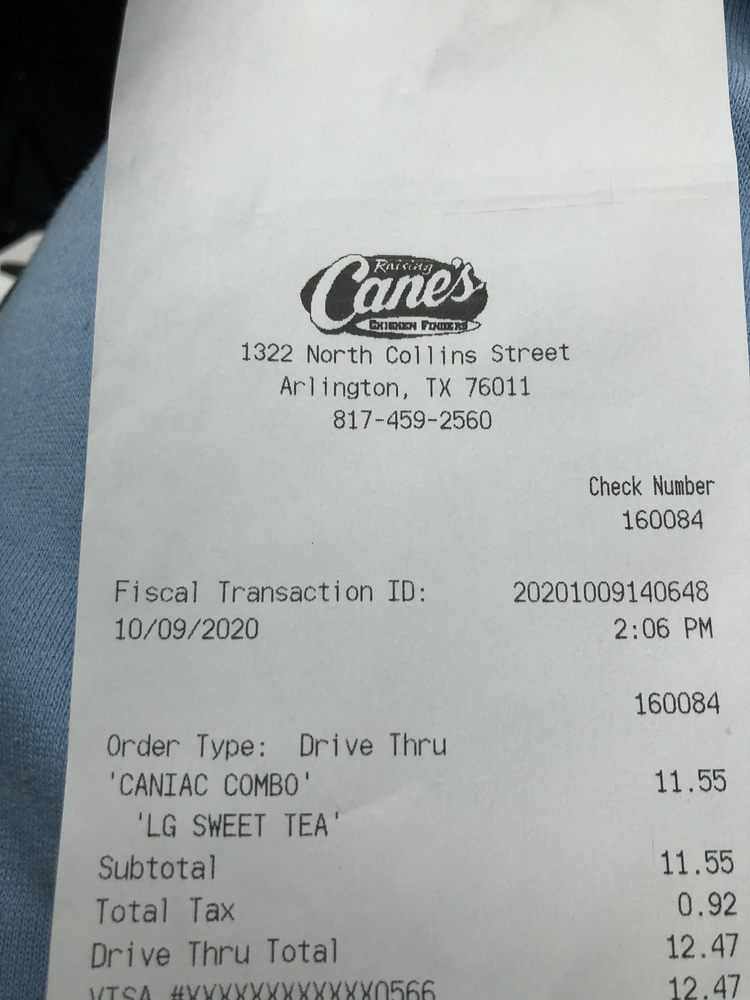 Raising
Cane's
CHICKEN FINGERS
1322 North Collins Street
Arlington, TX 76011
817-459-2560
Check Number
160084
Fiscal Transaction ID: 20201009140648
10/09/2020 2:06 PM
160084
Order Type: Drive Thru
'CANIAC COMBO' 11.55
'LG SWEET TEA'
Subtotal 11.55
Total Tax 0.92
Drive Thru Total 12.47
VISA #XXXXXXXXXXXX0566 12.47